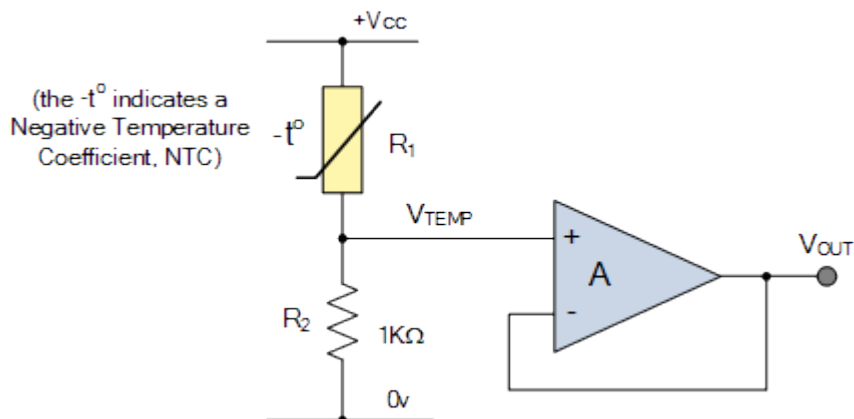 +Vcc
(the -t° indicates a
Negative Temperature
Coefficient, NTC)
-t°
R₁
VTEMP
+
A
-
VOUT
R₂
1KΩ
0v